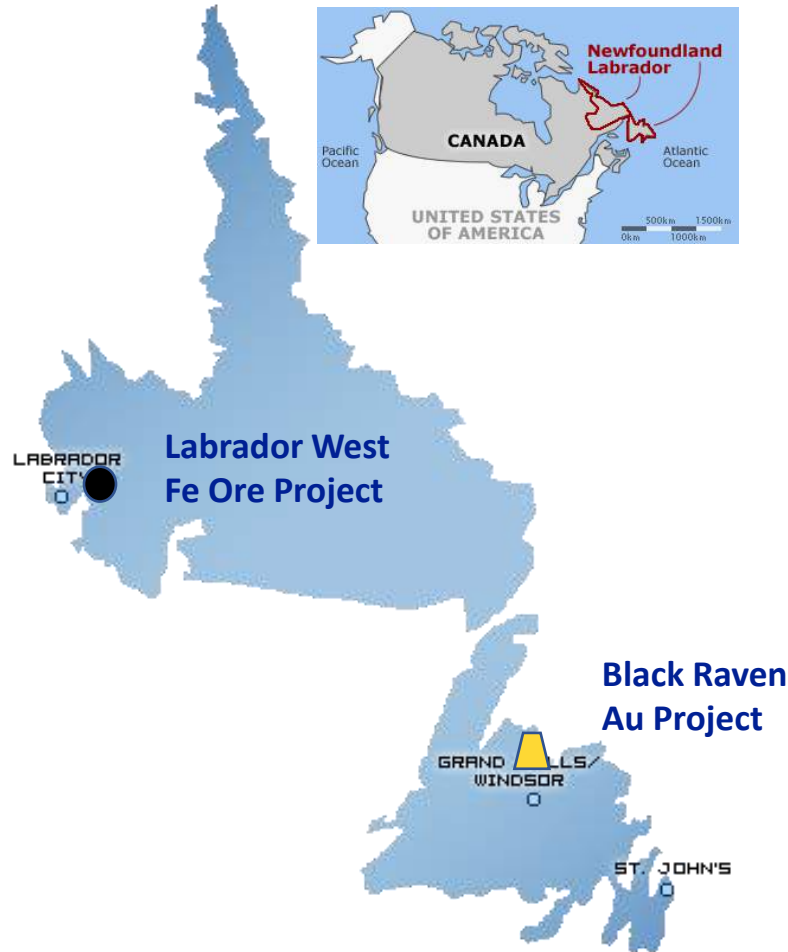 Newfoundland
Labrador
CANADA
Pacific
Ocean
Atlantic
Ocean
UNITED STATES
OF AMERICA
500km 1500km
0km 1000km
Labrador West
Fe Ore Project
LABRADOR
CITY
Black Raven
Au Project
GRAND LLS/
WINDSOR
ST. JOHN'S